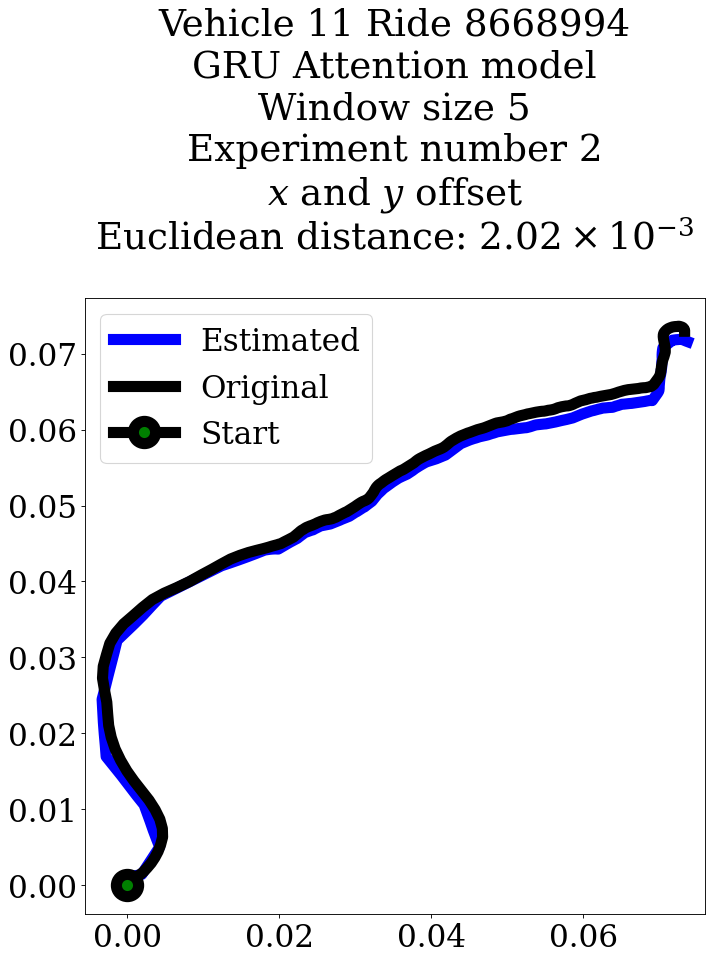 Vehicle 11 Ride 8668994
GRU Attention model
Window size 5
Experiment number 2
x and y offset
Euclidean distance: 2.02 × 10⁻³
Estimated
Original
Start
0.07
0.06
0.05
0.04
0.03
0.02
0.01
0.00
0.00 0.02 0.04 0.06